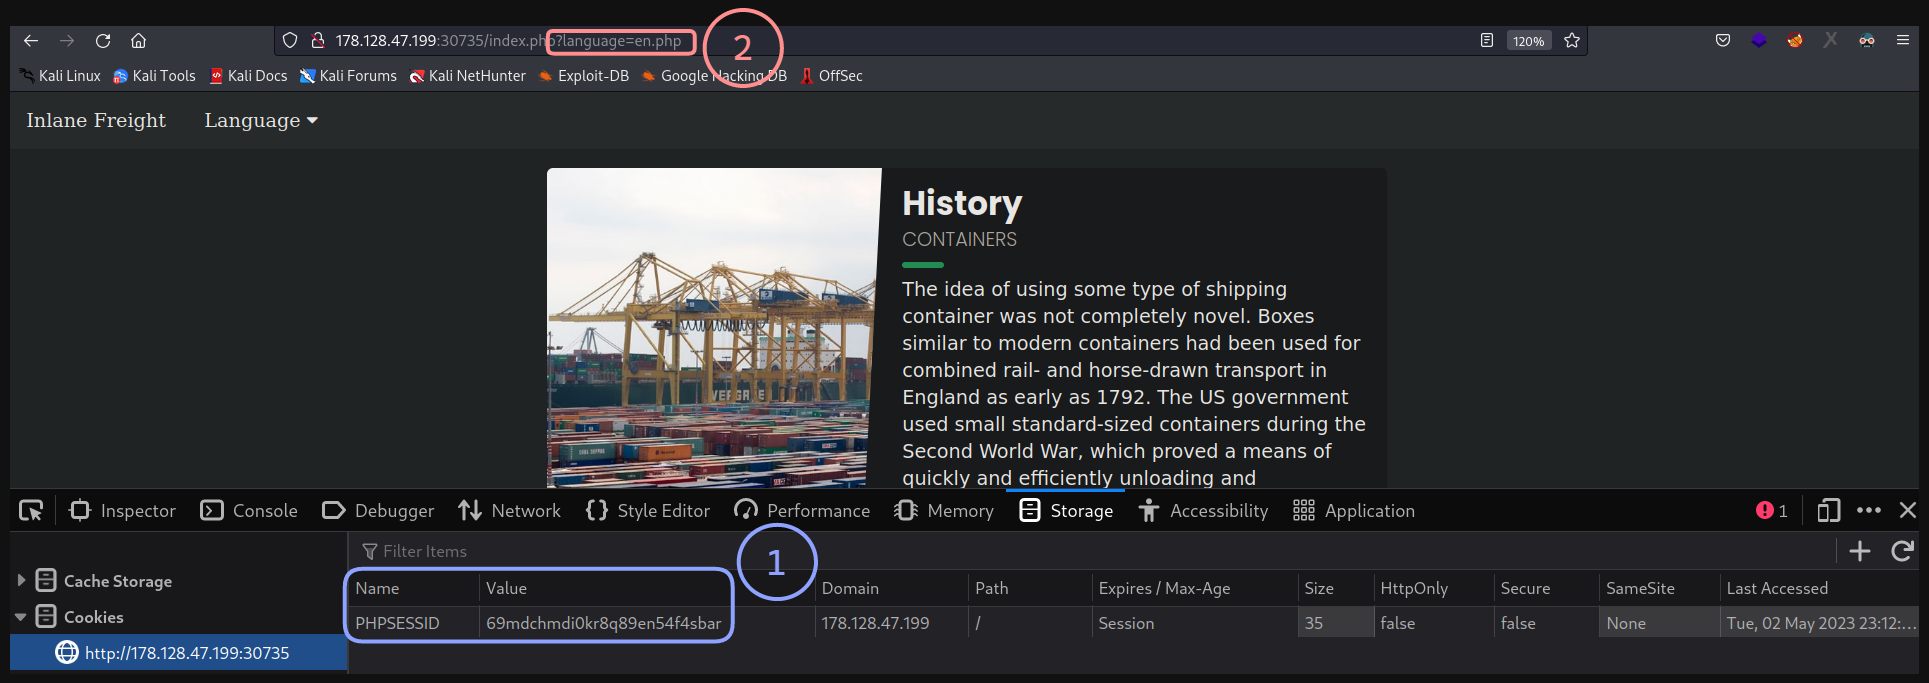 178.128.47.199:30735/index.php?language=en.php
2
120%
Kali Linux Kali Tools Kali Docs Kali Forums Kali NetHunter Exploit-DB Google Hacking DB OffSec
Inlane Freight Language
History
CONTAINERS
The idea of using some type of shipping
container was not completely novel. Boxes
similar to modern containers had been used for
combined rail- and horse-drawn transport in
England as early as 1792. The US government
used small standard-sized containers during the
Second World War, which proved a means of
quickly and efficiently unloading and
Inspector Console Debugger Network Style Editor Performance Memory Storage Accessibility Application 1
Filter Items
1
Cache Storage
Cookies
http://178.128.47.199:30735
Name Value Domain Path Expires / Max-Age Size HttpOnly Secure SameSite Last Accessed
PHPSESSID 69mdchmdi0kr8q89en54f4sbar 178.128.47.199 / Session 35 false false None Tue, 02 May 2023 23:12:...